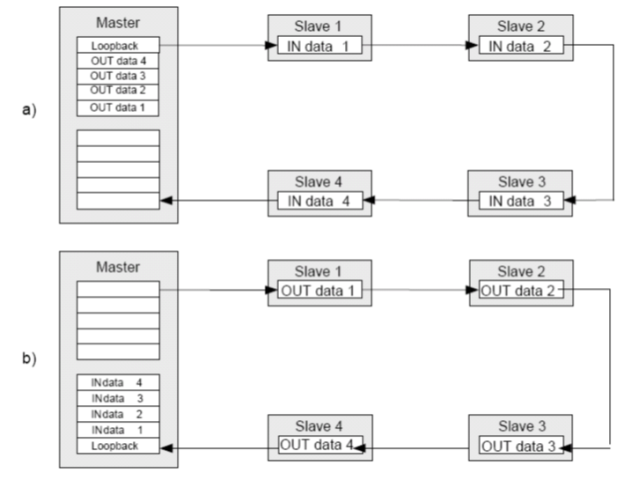 Master
Slave 1
Slave 2
Loopback
IN data 1
IN data 2
OUT data 4
OUT data 3
OUT data 2
OUT data 1
a)
Slave 4
Slave 3
IN data 4
IN data 3
Master
Slave 1
Slave 2
OUT data 1
OUT data 2
b)
INdata 4
INdata 3
INdata 2
INdata 1
Loopback
Slave 4
Slave 3
OUT data 4
OUT data 3